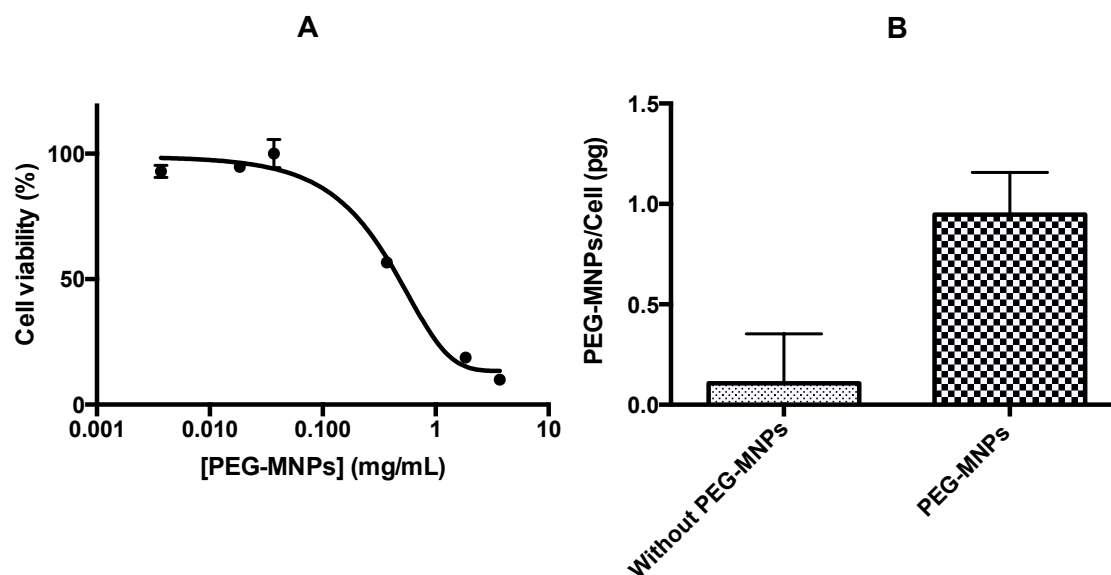 A
Cell viability (%)
100
50
0
0.001
0.010
0.100
1
10
[PEG-MNPs] (mg/mL)
B
PEG-MNPs/Cell (pg)
1.5
1.0
0.5
0.0
Without PEG-MNPs
PEG-MNPs